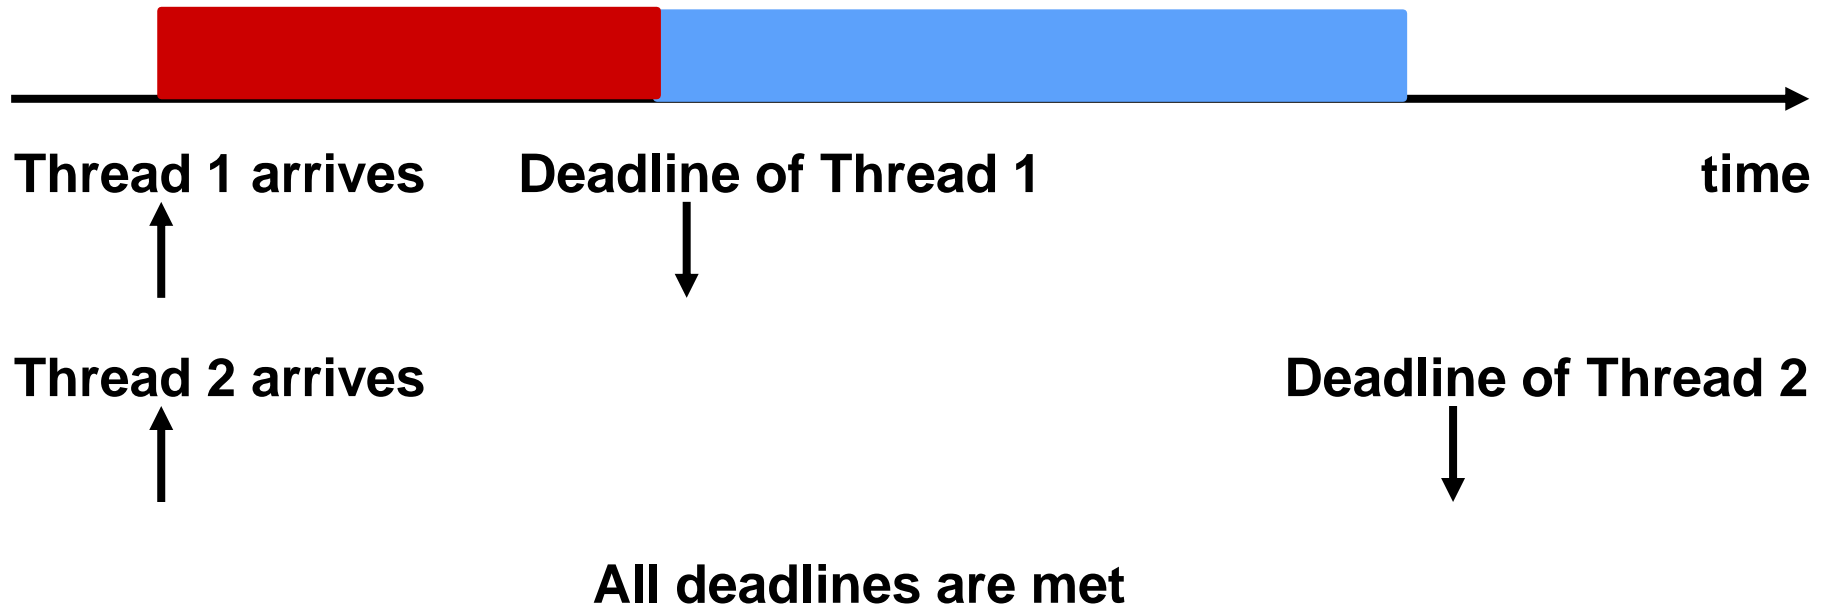 Thread 1 arrives
Deadline of Thread 1
time
Thread 2 arrives
Deadline of Thread 2
All deadlines are met